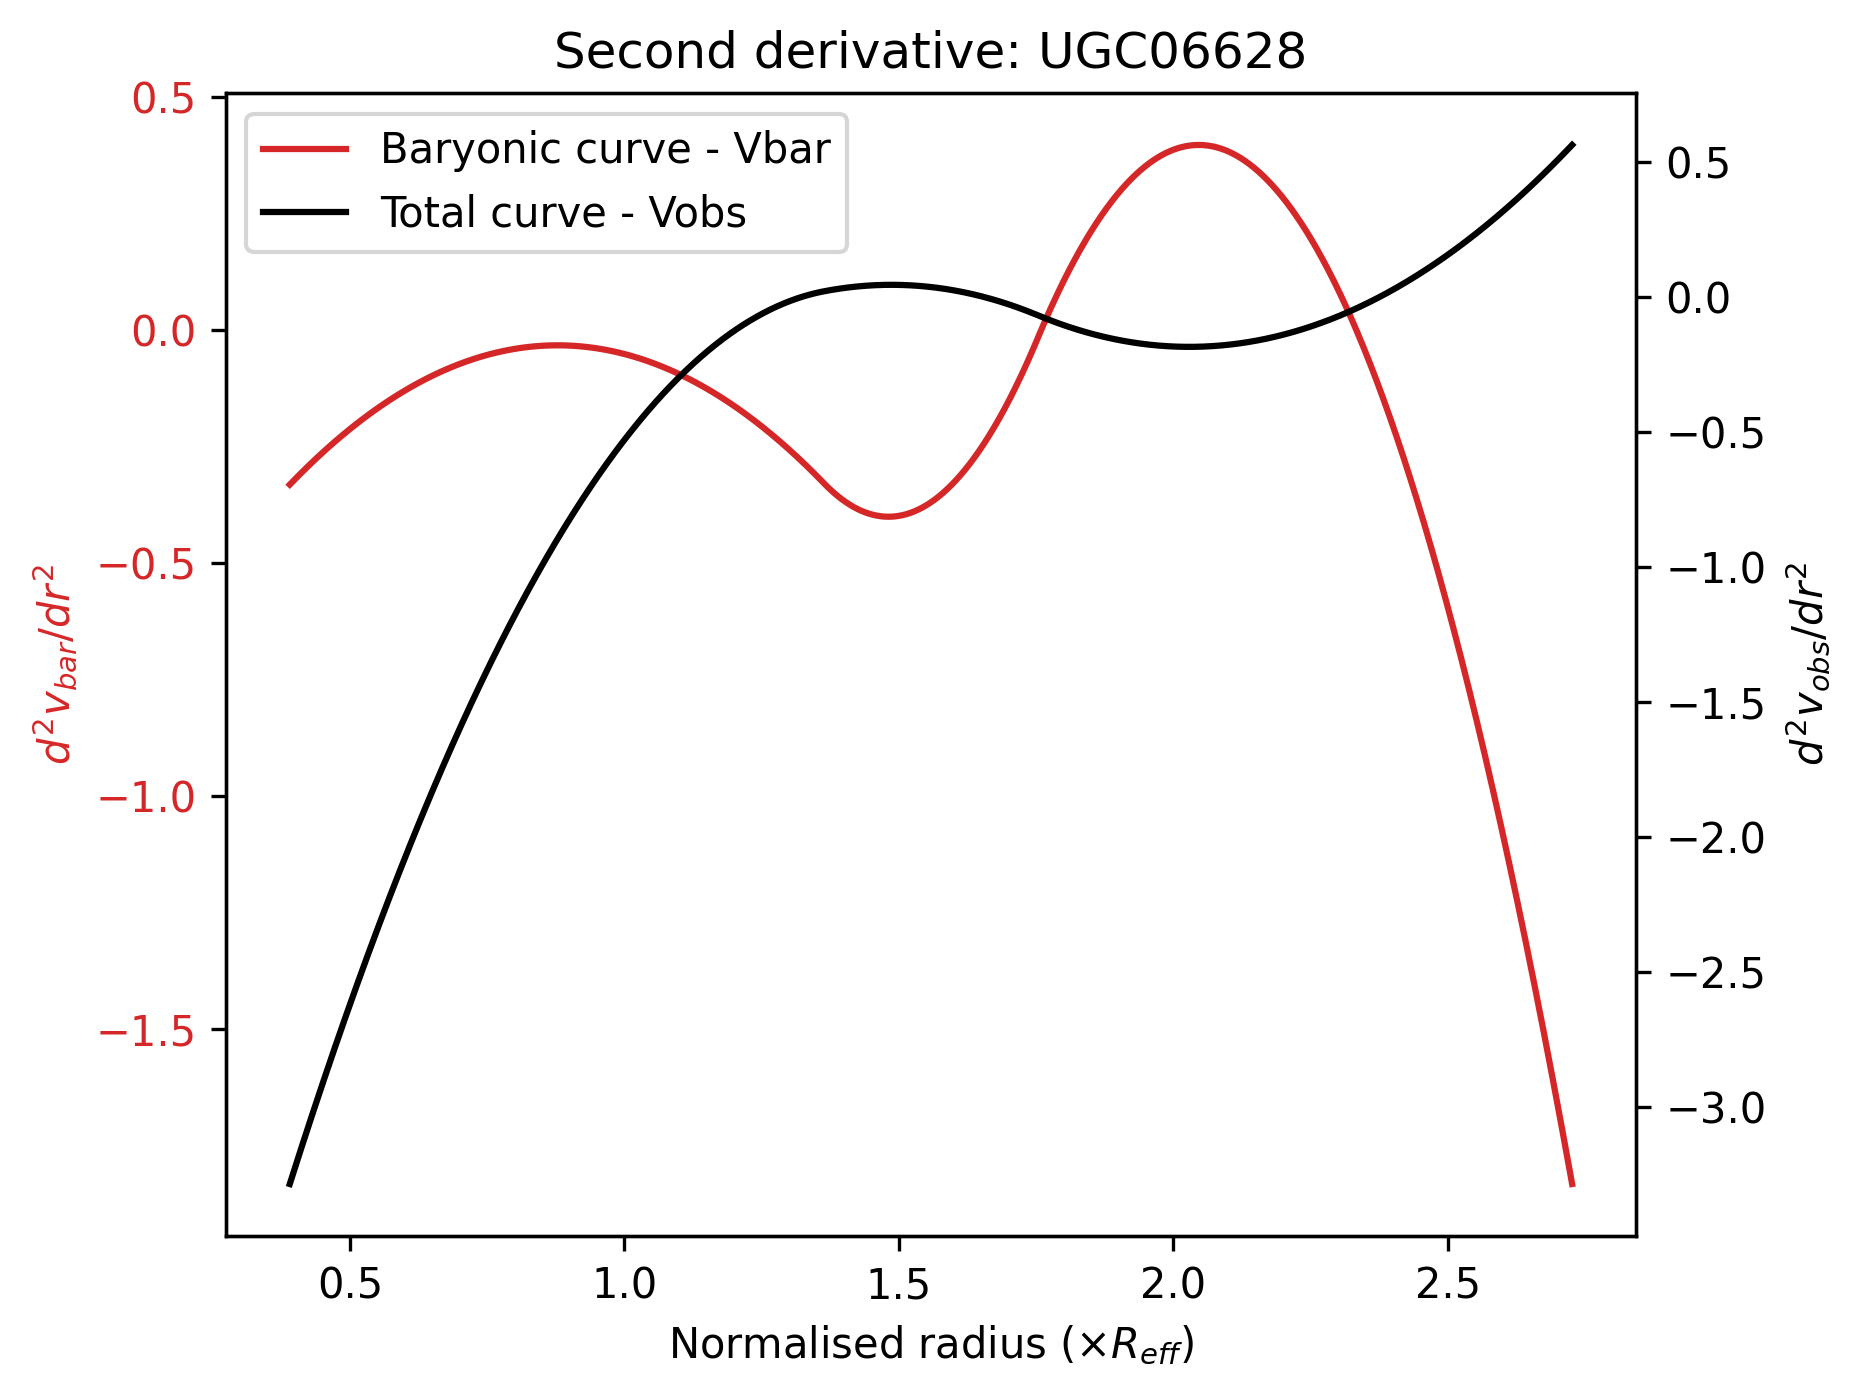 Second derivative: UGC06628
Baryonic curve - Vbar
Total curve - Vobs
0.5
0.0
−0.5
−1.0
−1.5
d²v_bar/dr²
0.5
0.0
−0.5
−1.0
−1.5
−2.0
−2.5
−3.0
d²v_obs/dr²
0.5 1.0 1.5 2.0 2.5
Normalised radius (×R_eff)